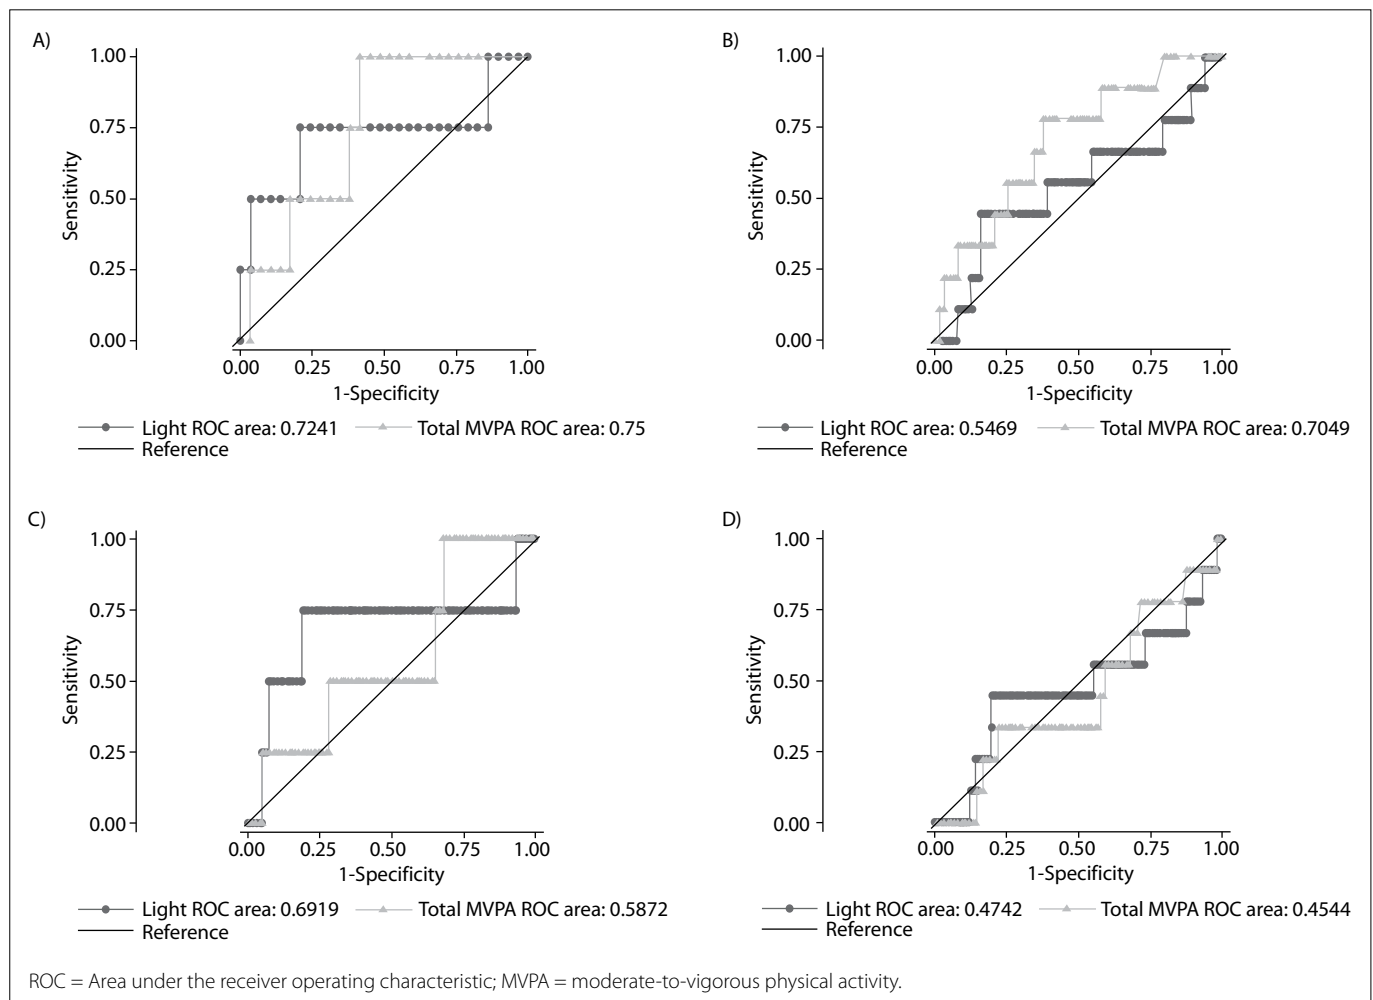 A)
Sensitivity
1.00
0.75
0.50
0.25
0.00
0.00 0.25 0.50 0.75 1.00
1-Specificity
Light ROC area: 0.7241 Total MVPA ROC area: 0.75
Reference
B)
Sensitivity
1.00
0.75
0.50
0.25
0.00
0.00 0.25 0.50 0.75 1.00
1-Specificity
Light ROC area: 0.5469 Total MVPA ROC area: 0.7049
Reference
C)
Sensitivity
1.00
0.75
0.50
0.25
0.00
0.00 0.25 0.50 0.75 1.00
1-Specificity
Light ROC area: 0.6919 Total MVPA ROC area: 0.5872
Reference
D)
Sensitivity
1.00
0.75
0.50
0.25
0.00
0.00 0.25 0.50 0.75 1.00
1-Specificity
Light ROC area: 0.4742 Total MVPA ROC area: 0.4544
Reference
ROC = Area under the receiver operating characteristic; MVPA = moderate-to-vigorous physical activity.